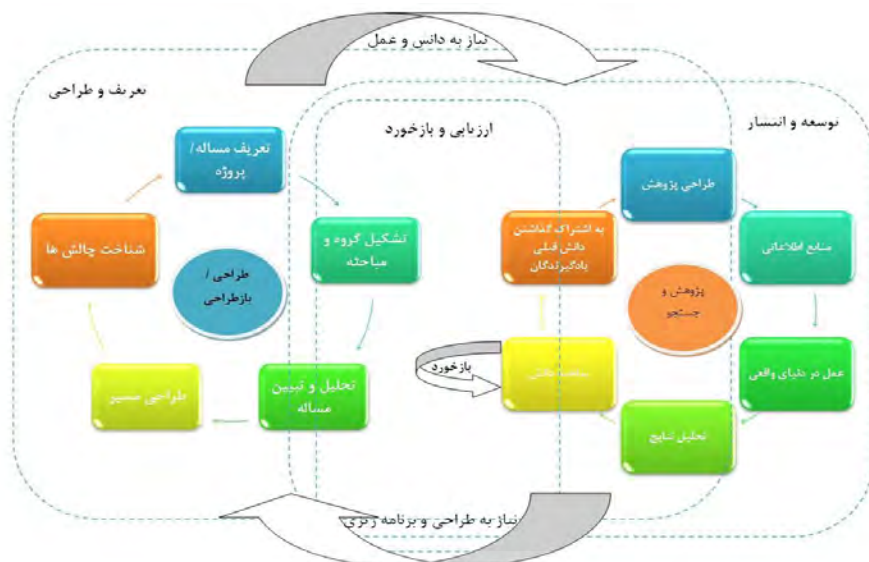 نیاز به دانش و عمل
تعریف و طراحی
ارزیابی و بازخورد
توسعه و انتشار
تعریف مساله/
پروژه
تشکیل گروه و
مباحثه
تحلیل و تبیین
مساله
طراحی مسیر
شناخت چالش ها
طراحی /
بازطراحی
طراحی پژوهش
منابع اطلاعاتی
عمل در دنیای واقعی
تحلیل نتایج
دانش
به اشتراک گذاشتن
دانش قبلی
یادگیرندگان
پژوهش و
جستجو
بازخورد
نیاز به طراحی و برنامه ریزی